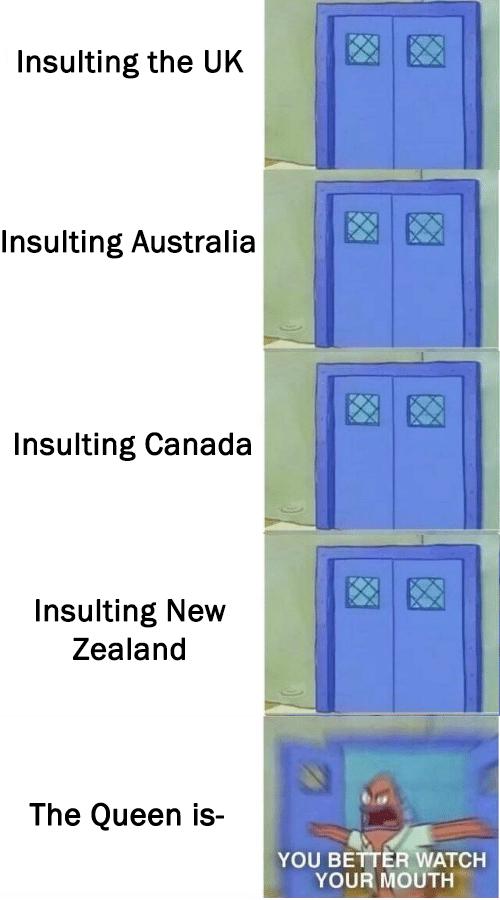 Insulting the UK
Insulting Australia
Insulting Canada
Insulting New
Zealand
The Queen is-
YOU BETTER WATCH
YOUR MOUTH